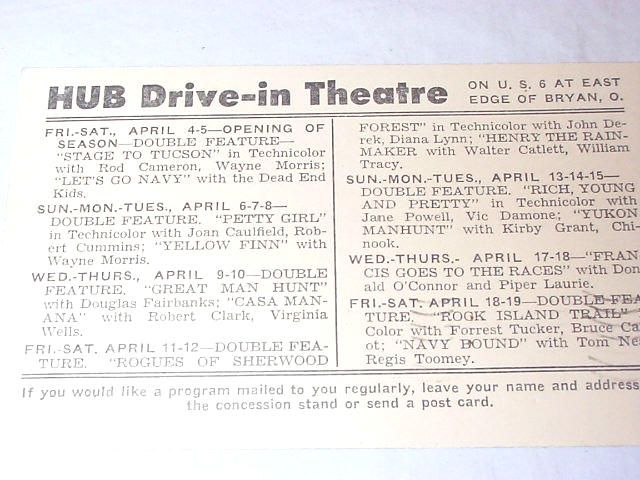 HUB Drive-in Theatre
ON U. S. 6 AT EAST
EDGE OF BRYAN, O.
FRI.-SAT., APRIL 4-5—OPENING OF
SEASON—DOUBLE FEATURE—
"STAGE TO TUCSON" in Technicolor
with Rod Cameron, Wayne Morris;
"LET'S GO NAVY" with the Dead End
Kids.
SUN.-MON.-TUES., APRIL 6-7-8—
DOUBLE FEATURE. "PETTY GIRL"
in Technicolor with Joan Caulfield, Rob-
ert Cummins; "YELLOW FINN" with
Wayne Morris.
WED.-THURS., APRIL 9-10—DOUBLE
FEATURE. "GREAT MAN HUNT"
with Douglas Fairbanks; "CASA MAN-
ANA" with Robert Clark, Virginia
Wells.
FRI.-SAT. APRIL 11-12—DOUBLE FEA-
TURE. "ROGUES OF SHERWOOD
FOREST" in Technicolor with John De-
rek, Diana Lynn; "HENRY THE RAIN-
MAKER with Walter Catlett, William
Tracy.
SUN.-MON.-TUES., APRIL 13-14-15—
DOUBLE FEATURE. "RICH, YOUNG
AND PRETTY" in Technicolor with
Jane Powell, Vic Damone; "YUKON
MANHUNT" with Kirby Grant, Chi-
nook.
WED.-THURS.- APRIL 17-18—"FRAN
CIS GOES TO THE RACES" with Don
ald O'Connor and Piper Laurie.
FRI.-SAT. APRIL 18-19—DOUBLE FEA
TURE. "ROCK ISLAND TRAIL"
Color with Forrest Tucker, Bruce Ca
ot; "NAVY BOUND" with Tom Ne
Regis Toomey.
If you would like a program mailed to you regularly, leave your name and address
the concession stand or send a post card.